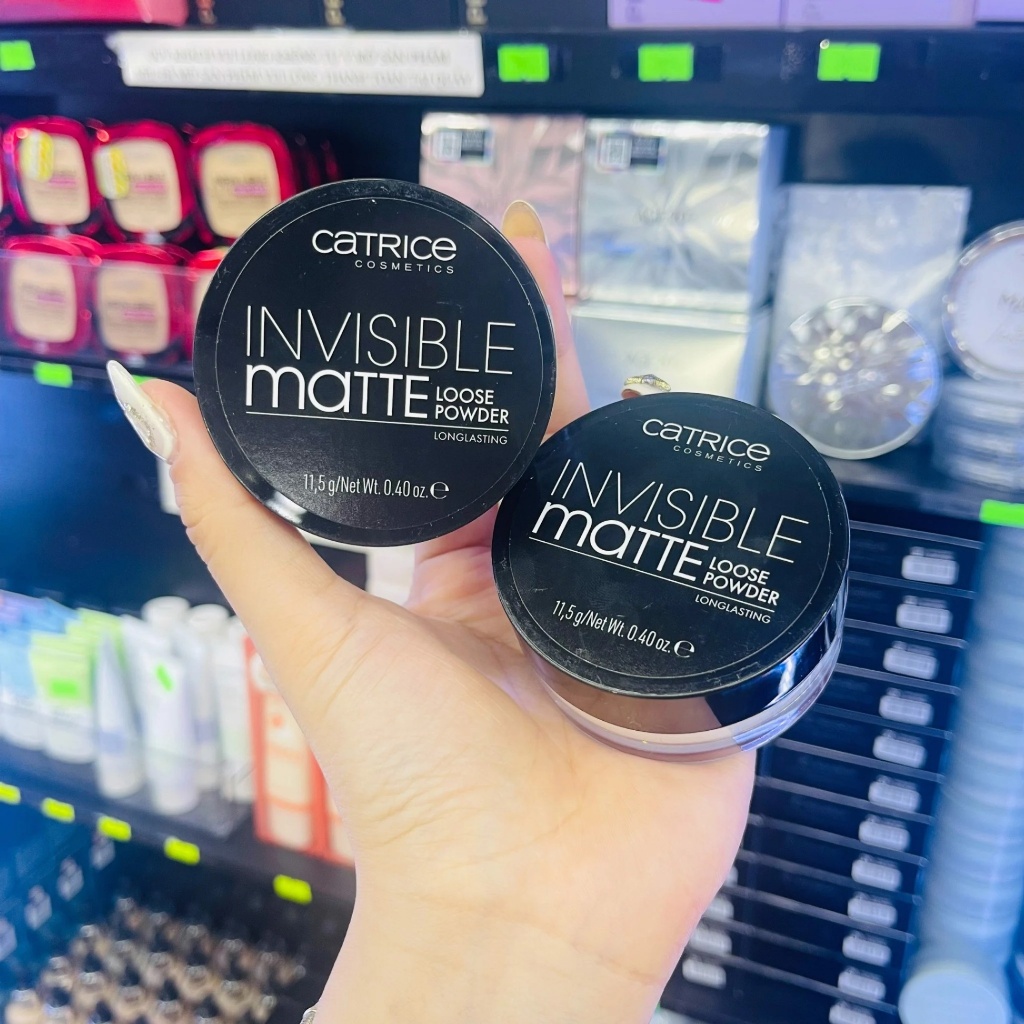 CATRICE
COSMETICS
INVISIBLE
MATTE LOOSE
POWDER
LONGLASTING
11,5 g/Net Wt. 0.40 oz. ℮
CATRICE
COSMETICS
INVISIBLE
MATTE LOOSE
POWDER
LONGLASTING
11,5 g/Net Wt. 0.40 oz. ℮